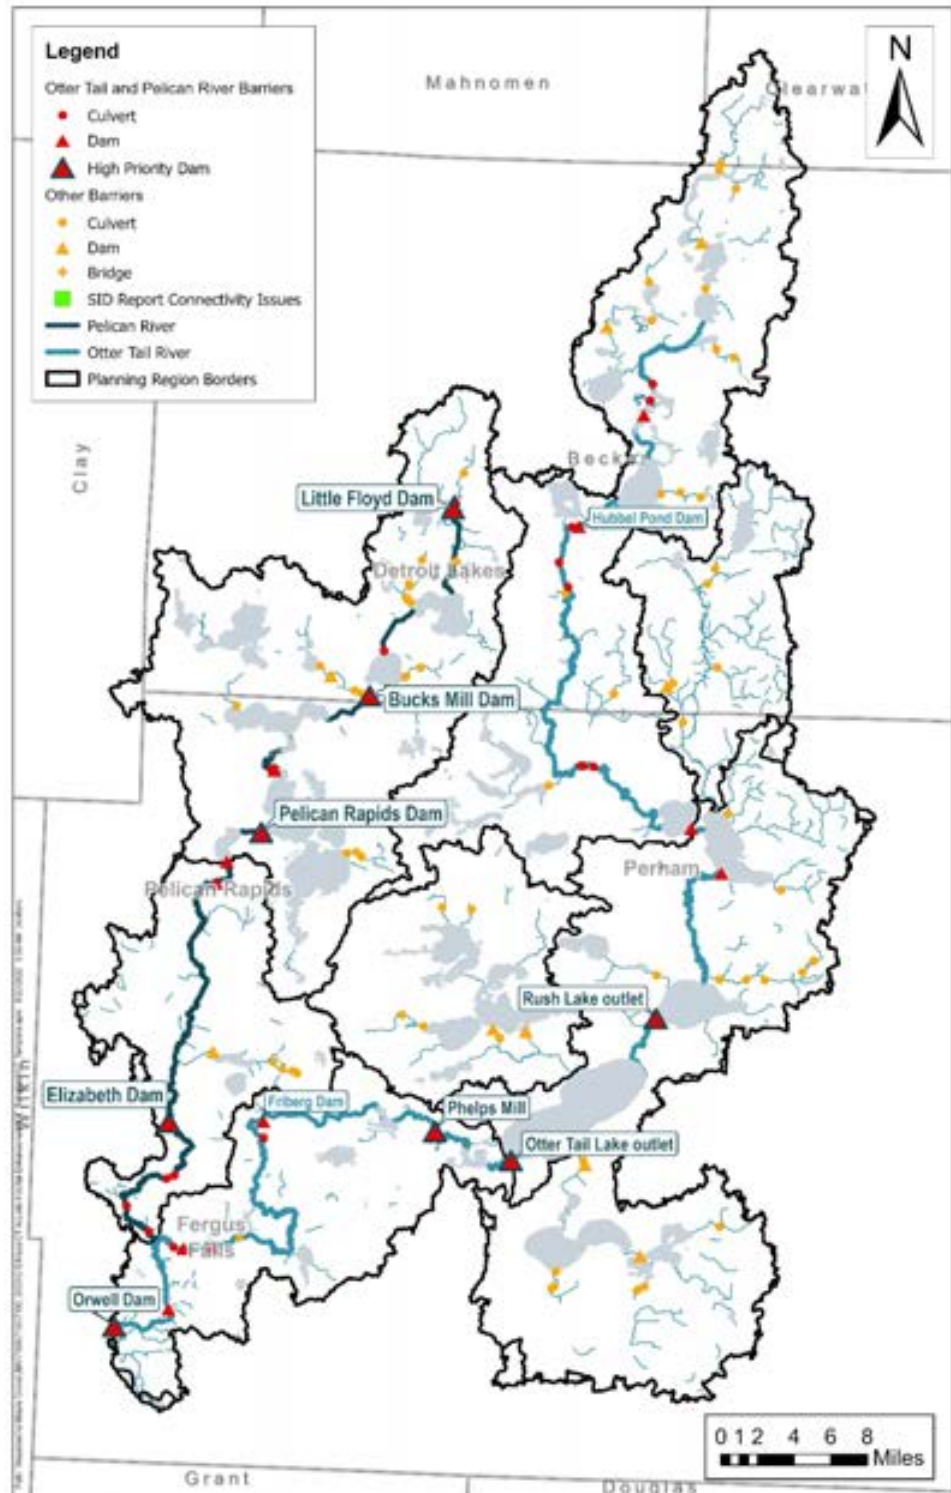 Legend
Otter Tail and Pelican River Barriers
Culvert
Dam
High Priority Dam
Other Barriers
Culvert
Dam
Bridge
SID Report Connectivity Issues
Pelican River
Otter Tail River
Planning Region Borders
N
Mahnomen
Clearwat
Clay
Becker
Little Floyd Dam
Hubbel Pond Dam
Detroit Lakes
Bucks Mill Dam
Pelican Rapids Dam
Perham
Pelican Rapids
Rush Lake outlet
Elizabeth Dam
Friberg Dam
Phelps Mill
Otter Tail Lake outlet
Fergus
Falls
Orwell Dam
0 1 2 4 6 8
Miles
Grant
Douglas